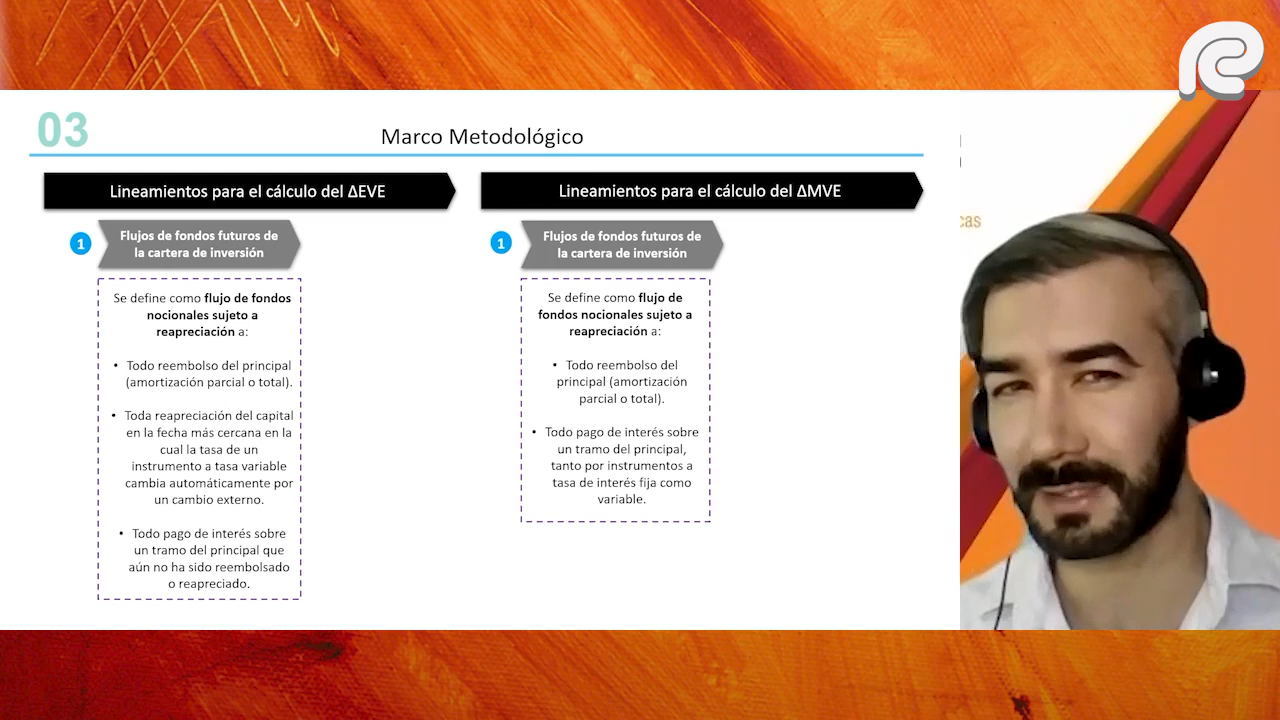 03
Marco Metodológico
Lineamientos para el cálculo del ΔEVE
1
Flujos de fondos futuros de
la cartera de inversión
Se define como flujo de fondos
nocionales sujeto a
reapreciación a:
• Todo reembolso del principal
(amortización parcial o total).
• Toda reapreciación del capital
en la fecha más cercana en la
cual la tasa de un
instrumento a tasa variable
cambia automáticamente por
un cambio externo.
• Todo pago de interés sobre
un tramo del principal que
aún no ha sido reembolsado
o reapreciado.
Lineamientos para el cálculo del ΔMVE
1
Flujos de fondos futuros de
la cartera de inversión
Se define como flujo de
fondos nocionales sujeto a
reapreciación a:
• Todo reembolso del
principal (amortización
parcial o total).
• Todo pago de interés sobre
un tramo del principal,
tanto por instrumentos a
tasa de interés fija como
variable.
cas